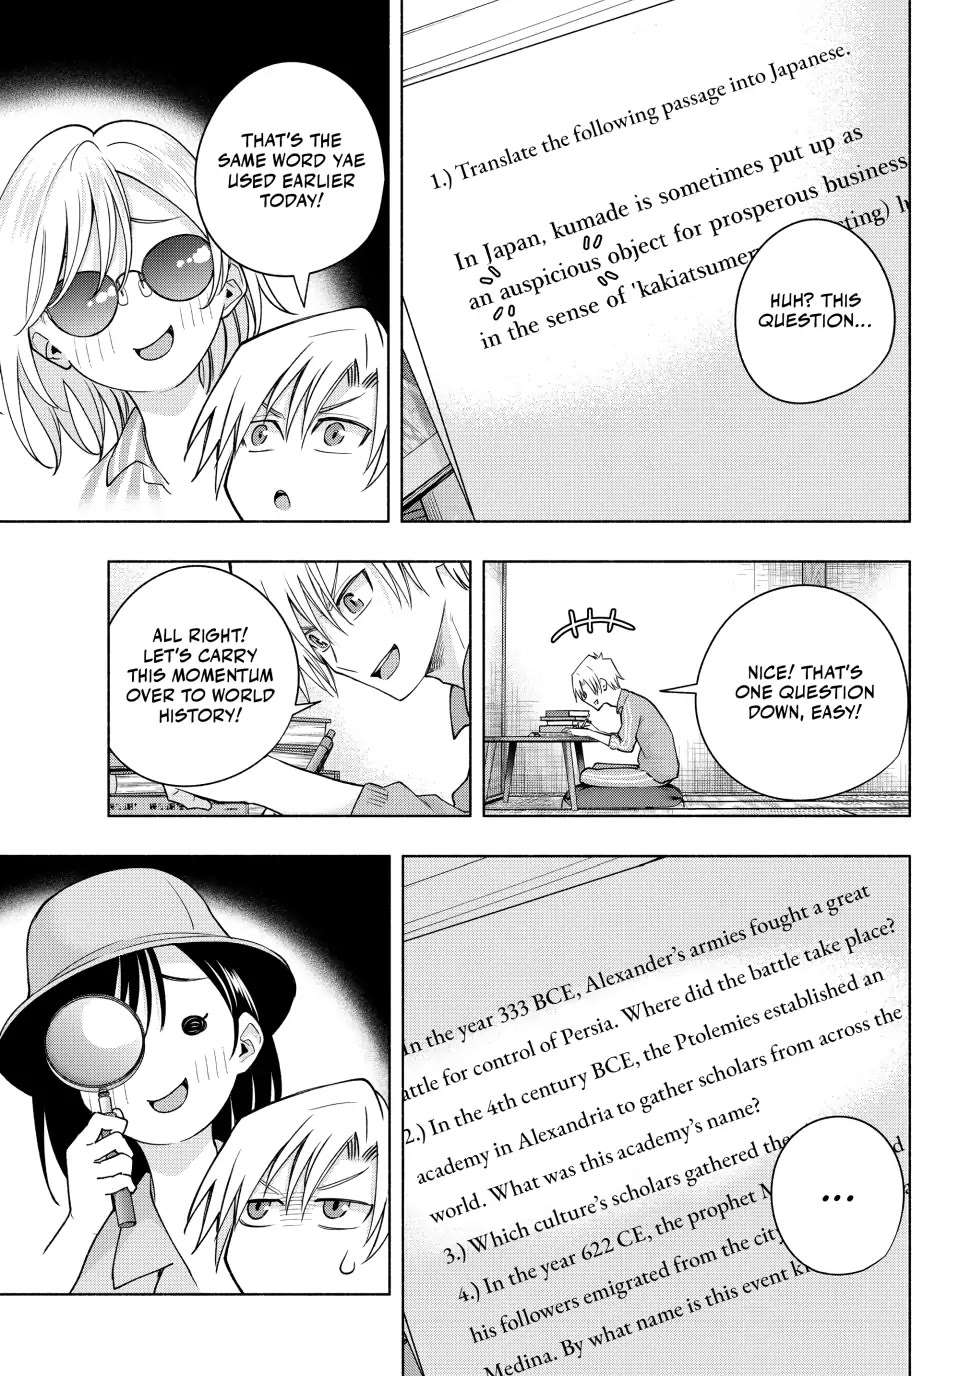 1.) Translate the following passage into Japanese.
In Japan, kumade is sometimes put up as
an auspicious object for prosperous business
in the sense of 'kakiatsumeru
HUH? THIS
QUESTION...
THAT'S THE
SAME WORD YAE
USED EARLIER
TODAY!
NICE! THAT'S
ONE QUESTION
DOWN, EASY!
ALL RIGHT!
LET'S CARRY
THIS MOMENTUM
OVER TO WORLD
HISTORY!
In the year 333 BCE, Alexander's armies fought a great
attle for control of Persia. Where did the battle take place?
2.) In the 4th century BCE, the Ptolemies established an
academy in Alexandria to gather scholars from across the
world. What was this academy's name?
3.) Which culture's scholars gathered the
4.) In the year 622 CE, the prophet
his followers emigrated from the city
Medina. By what name is this event
...